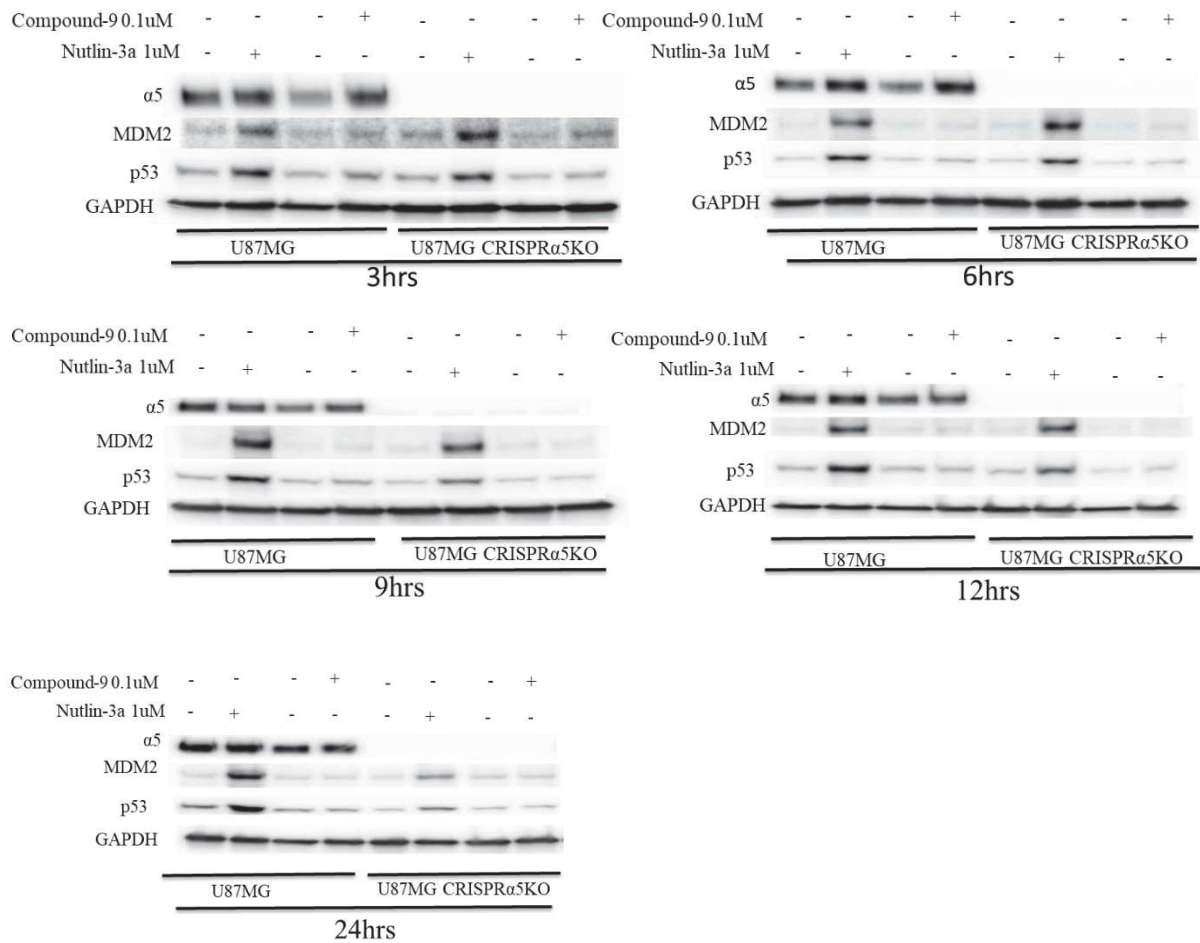 Compound-9 0.1uM - - - + - - - +
Nutlin-3a 1uM - + - - - + - -
α5
MDM2
p53
GAPDH
U87MG U87MG CRISPRα5KO
3hrs
Compound-9 0.1uM - - - + - - - +
Nutlin-3a 1uM - + - - - + - -
α5
MDM2
p53
GAPDH
U87MG U87MG CRISPRα5KO
6hrs
Compound-9 0.1uM - - - + - - - +
Nutlin-3a 1uM - + - - - + - -
α5
MDM2
p53
GAPDH
U87MG U87MG CRISPRα5KO
9hrs
Compound-9 0.1uM - - - + - - - +
Nutlin-3a 1uM - + - - - + - -
α5
MDM2
p53
GAPDH
U87MG U87MG CRISPRα5KO
12hrs
Compound-9 0.1uM - - - + - - - +
Nutlin-3a 1uM - + - - - + - -
α5
MDM2
p53
GAPDH
U87MG U87MG CRISPRα5KO
24hrs